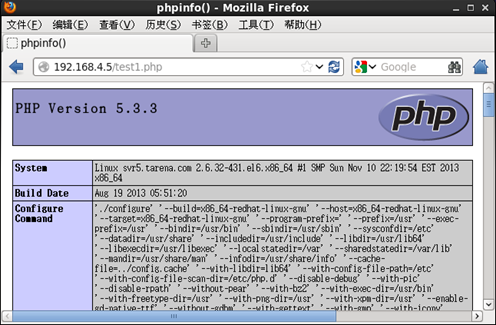 phpinfo() - Mozilla Firefox
文件(F) 编辑(E) 查看(V) 历史(S) 书签(B) 工具(T) 帮助(H)
phpinfo()
192.168.4.5/test1.php Google
PHP Version 5.3.3
php
System Linux svr5.tarena.com 2.6.32-431.el6.x86_64 #1 SMP Sun Nov 10 22:19:54 EST 2013
x86_64
Build Date Aug 19 2013 05:51:20
Configure './configure' '--build=x86_64-redhat-linux-gnu' '--host=x86_64-redhat-linux-gnu'
Command '--target=x86_64-redhat-linux-gnu' '--program-prefix=' '--prefix=/usr' '--exec-
prefix=/usr' '--bindir=/usr/bin' '--sbindir=/usr/sbin' '--sysconfdir=/etc'
'--datadir=/usr/share' '--includedir=/usr/include' '--libdir=/usr/lib64'
'--libexecdir=/usr/libexec' '--localstatedir=/var' '--sharedstatedir=/var/lib'
'--mandir=/usr/share/man' '--infodir=/usr/share/info' '--cache-
file=../config.cache' '--with-libdir=lib64' '--with-config-file-path=/etc'
'--with-config-file-scan-dir=/etc/php.d' '--disable-debug' '--with-pic'
'--disable-rpath' '--without-pear' '--with-bz2' '--with-exec-dir=/usr/bin'
'--with-freetype-dir=/usr' '--with-png-dir=/usr' '--with-xpm-dir=/usr' '--enable-
gd-native-ttf' '--without-gdbm' '--with-gettext' '--with-gmp' '--with-iconv'